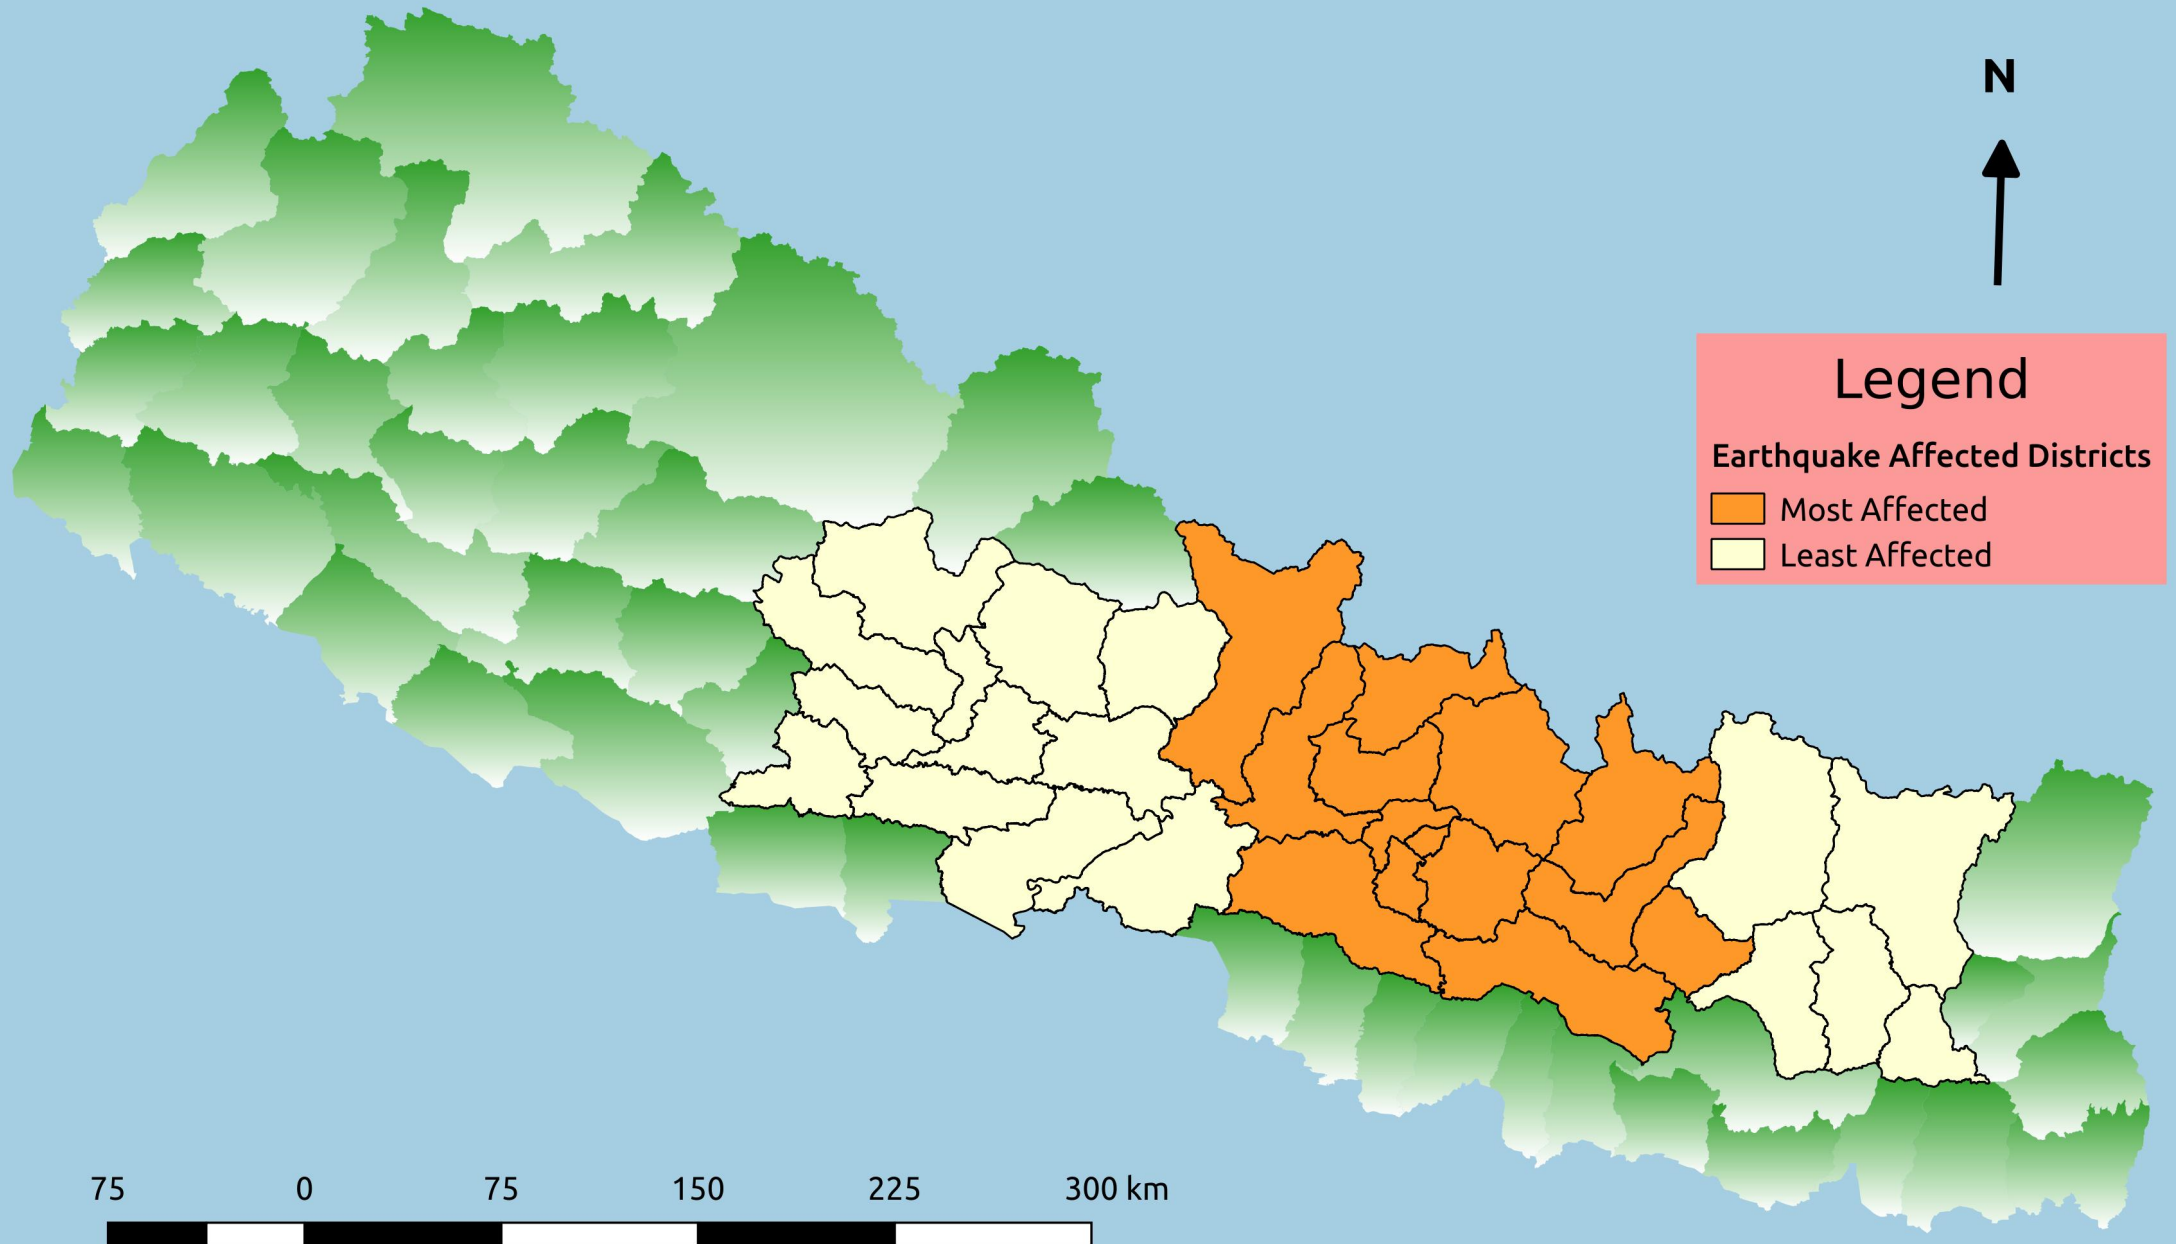 N
Legend
Earthquake Affected Districts
Most Affected
Least Affected
75 0 75 150 225 300 km